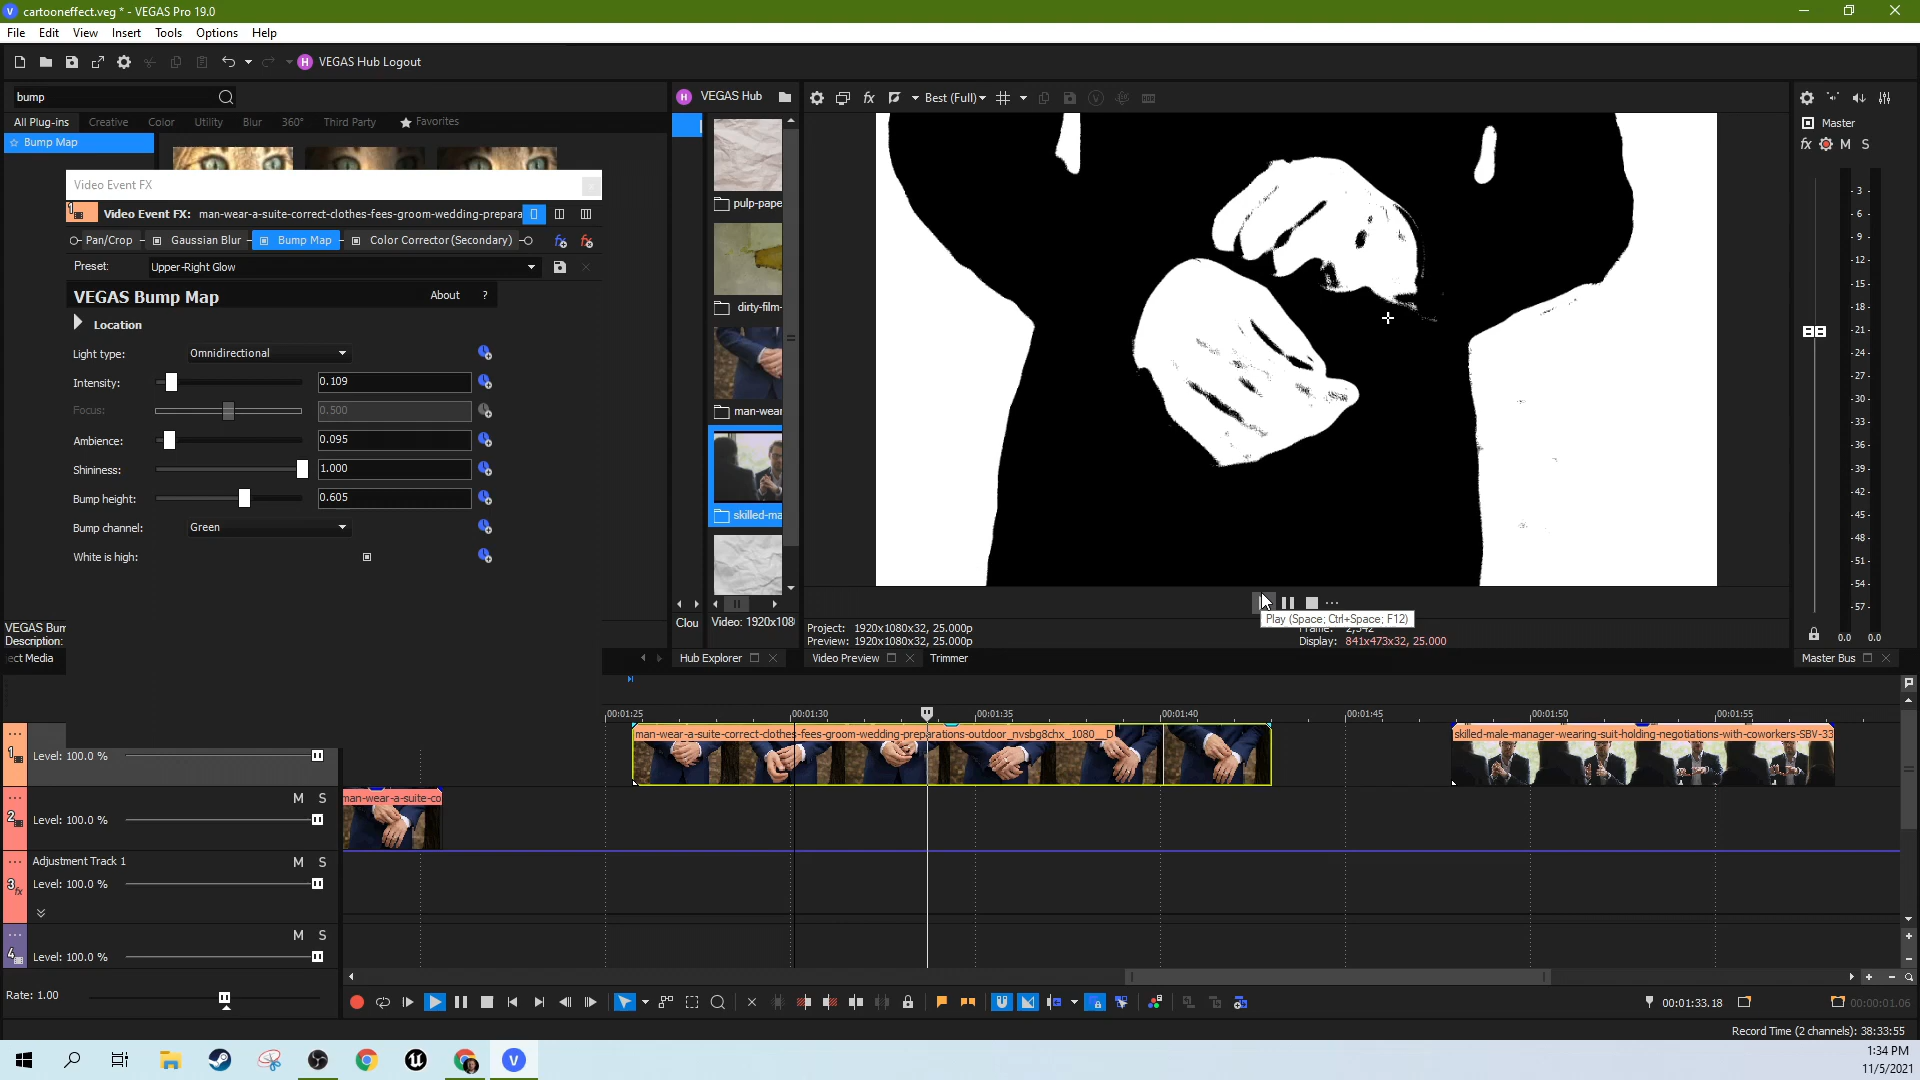 cartooneffect.veg * - VEGAS Pro 19.0
File Edit View Insert Tools Options Help
VEGAS Hub Logout
bump
VEGAS Hub
Best (Full)
All Plug-ins Creative Color Utility Blur 360° Third Party Favorites
Bump Map
Master
fx M S
Video Event FX
Video Event FX: man-wear-a-suite-correct-clothes-fees-groom-wedding-prepara
Pan/Crop Gaussian Blur Bump Map Color Corrector (Secondary)
Preset: Upper-Right Glow
VEGAS Bump Map About ?
Location
Light type: Omnidirectional
Intensity: 0.109
Focus: 0.500
Ambience: 0.095
Shininess: 1.000
Bump height: 0.605
Bump channel: Green
White is high:
pulp-pape
dirty-film-
man-wear
skilled-ma
- 3 -
- 6 -
- 9 -
- 12 -
- 15 -
- 18 -
- 21 -
- 24 -
- 27 -
- 30 -
- 33 -
- 36 -
- 39 -
- 42 -
- 45 -
- 48 -
- 51 -
- 54 -
- 57 -
0.0 0.0
Clou
Video: 1920x108
Play (Space; Ctrl+Space; F12)
Project: 1920x1080x32, 25.000p
Frame: 2,342
Preview: 1920x1080x32, 25.000p
Display: 841x473x32, 25.000
VEGAS Bum
Description:
ect Media
Hub Explorer
Video Preview
Trimmer
Master Bus
00:01:25 00:01:30 00:01:35 00:01:40 00:01:45 00:01:50 00:01:55
1
Level: 100.0 %
man-wear-a-suite-correct-clothes-fees-groom-wedding-preparations-outdoor_nvsbg8chx_1080__D
skilled-male-manager-wearing-suit-holding-negotiations-with-coworkers-SBV-33
2
M S
Level: 100.0 %
man-wear-a-suite-co
Adjustment Track 1 M S
3
Level: 100.0 %
M S
4
Level: 100.0 %
Rate: 1.00
00:01:33.18
00:00:01.06
Record Time (2 channels): 38:33:55
1:34 PM
11/5/2021